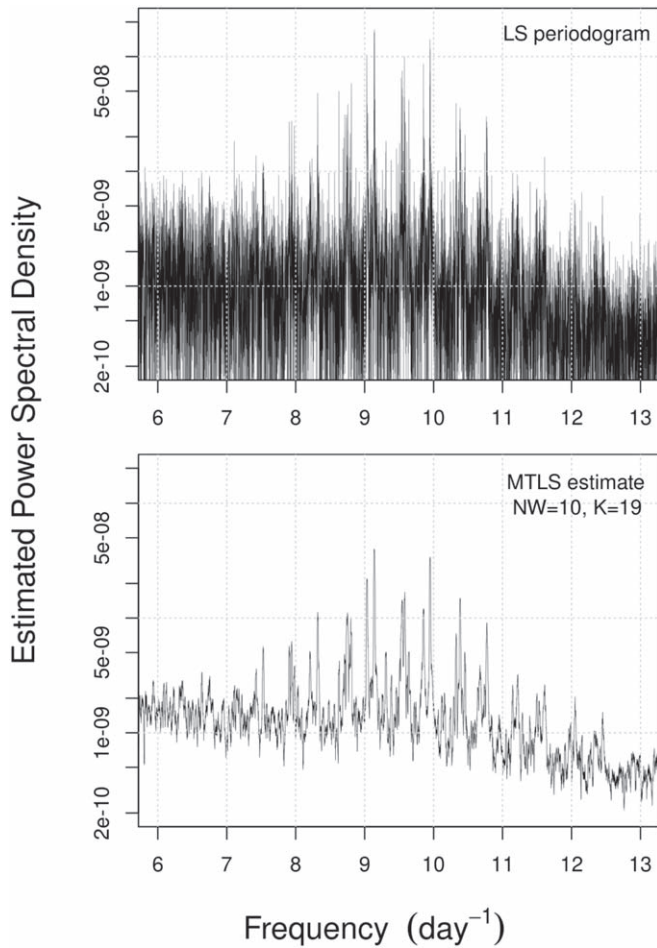 Estimated Power Spectral Density
LS periodogram
5e-08
5e-09
1e-09
2e-10
6 7 8 9 10 11 12 13
MTLS estimate
NW=10, K=19
5e-08
5e-09
1e-09
2e-10
6 7 8 9 10 11 12 13
Frequency (day⁻¹)